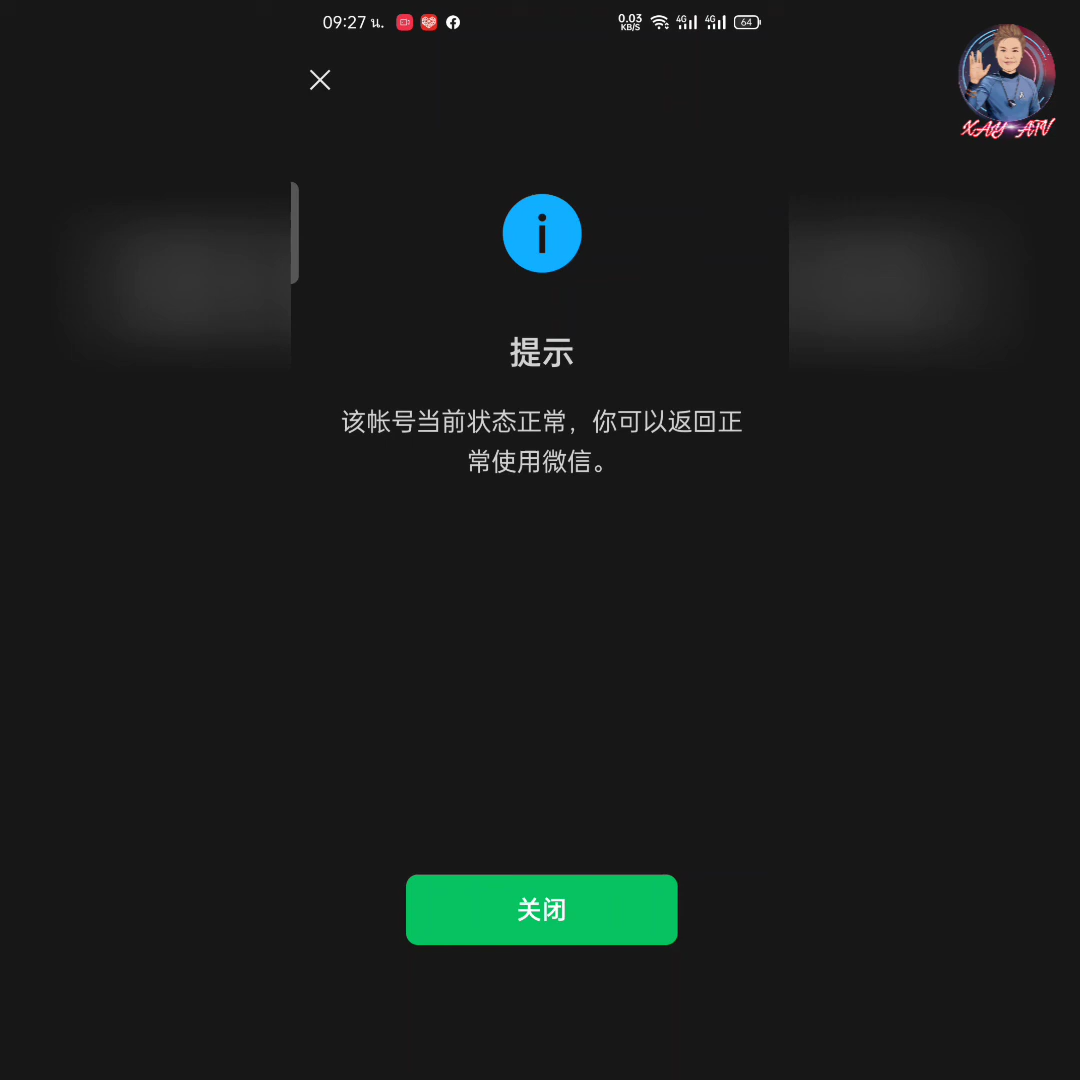 09:27 น.
0.03 KB/S 4G 4G 64
XAY ATV
提示
该帐号当前状态正常，你可以返回正
常使用微信。
关闭